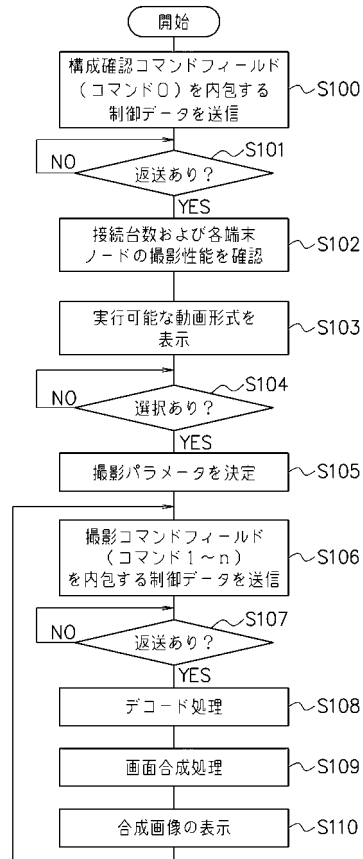 開始
構成確認コマンドフィールド
（コマンド０）を内包する
制御データを送信
S100
S101
返送あり？
NO
YES
接続台数および各端末
ノードの撮影性能を確認
S102
実行可能な動画形式を
表示
S103
S104
選択あり？
NO
YES
撮影パラメータを決定
S105
撮影コマンドフィールド
（コマンド１～ｎ）
を内包する制御データを送信
S106
S107
返送あり？
NO
YES
デコード処理
S108
画面合成処理
S109
合成画像の表示
S110